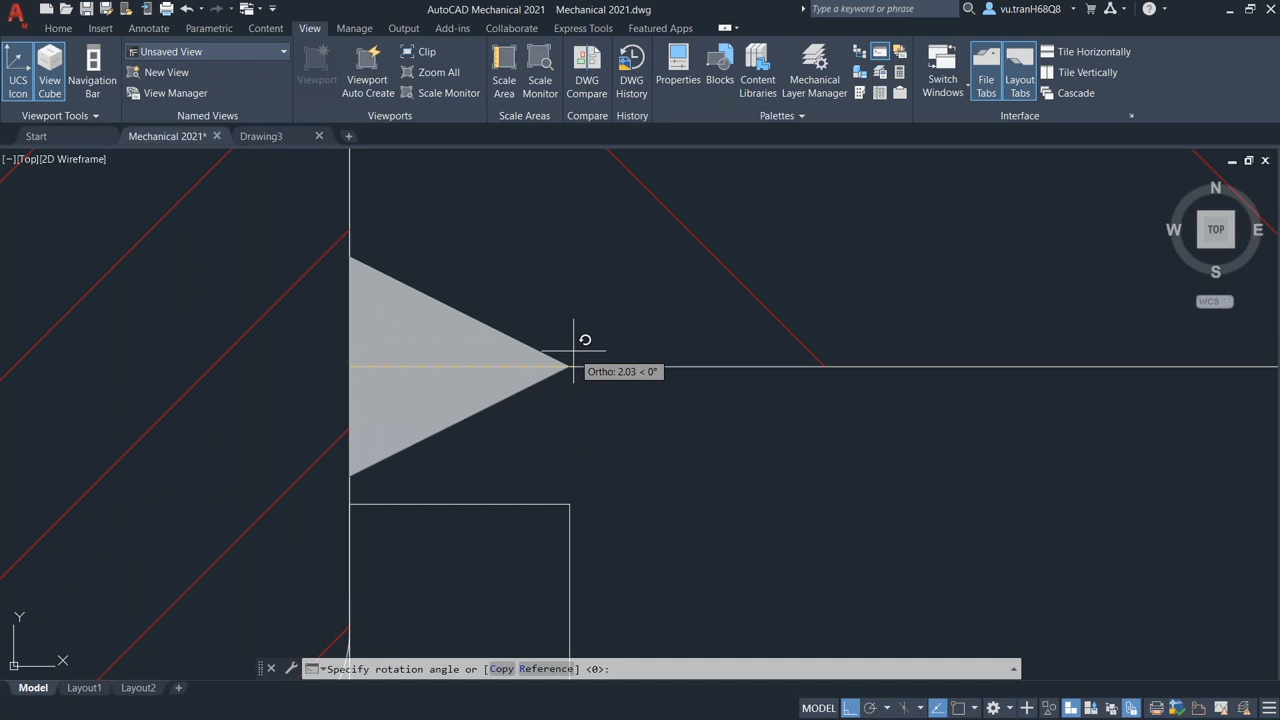 AutoCAD Mechanical 2021 Mechanical 2021.dwg
Type a keyword or phrase
vu.tranH68Q8
Home Insert Annotate Parametric Content View Manage Output Add-ins Collaborate Express Tools Featured Apps
UCS Icon
View Cube
Navigation Bar
Viewport Tools
Unsaved View
New View
View Manager
Named Views
Viewport
Viewport Auto Create
Clip
Zoom All
Scale Monitor
Viewports
Scale Area
Scale Monitor
Scale Areas
DWG Compare
Compare
DWG History
History
Properties
Blocks
Content Libraries
Mechanical Layer Manager
Palettes
Switch Windows
File Tabs
Layout Tabs
Tile Horizontally
Tile Vertically
Cascade
Interface
Start Mechanical 2021* Drawing3
[−][Top][2D Wireframe]
N
W TOP E
S
WCS
Ortho: 2.03 < 0°
Y
X
Specify rotation angle or [Copy Reference] <0>:
Model Layout1 Layout2 +
MODEL